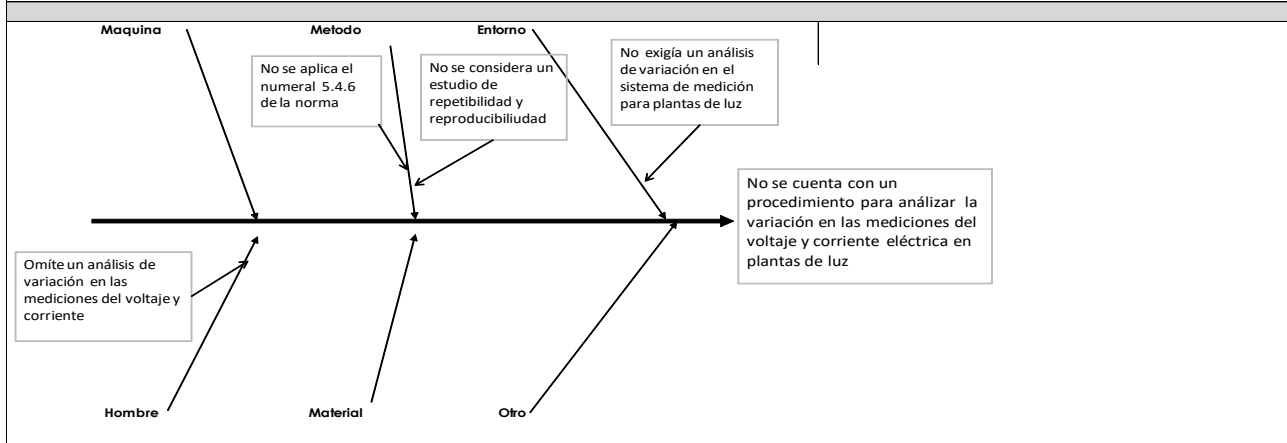 Maquina
Metodo
Entorno
No se aplica el
numeral 5.4.6
de la norma
No se considera un
estudio de
repetibilidad y
reproducibiliudad
No exigía un análisis
de variación en el
sistema de medición
para plantas de luz
No se cuenta con un
procedimiento para análizar la
variación en las mediciones del
voltaje y corriente eléctrica en
plantas de luz
Omíte un análisis de
variación en las
mediciones del voltaje y
corriente
Hombre
Material
Otro